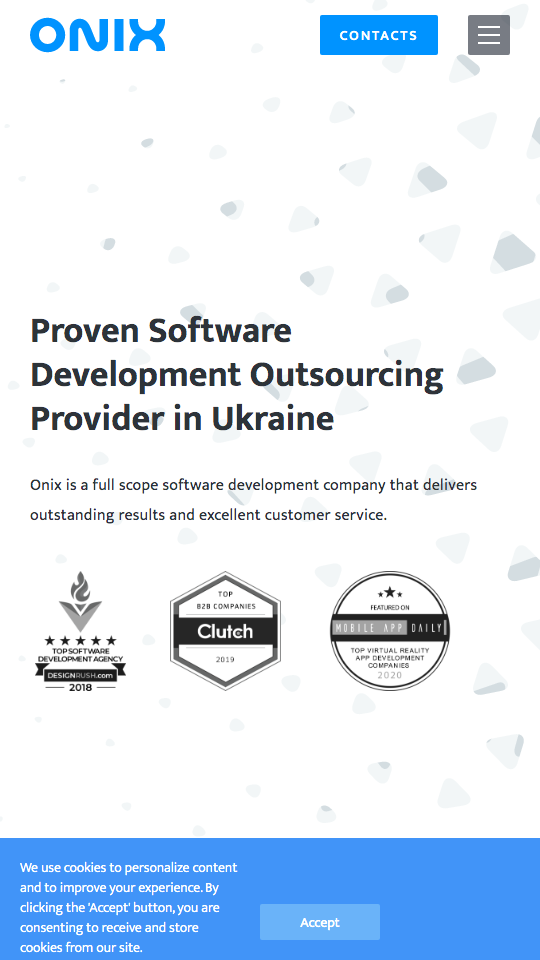 ONIX
CONTACTS
Proven Software
Development Outsourcing
Provider in Ukraine
Onix is a full scope software development company that delivers
outstanding results and excellent customer service.
TOP SOFTWARE
DEVELOPMENT AGENCY
DESIGNRUSH.com
2018
TOP
B2B COMPANIES
Clutch
2019
FEATURED ON
MOBILE APP DAILY
TOP VIRTUAL REALITY
APP DEVELOPMENT
COMPANIES
2020
We use cookies to personalize content
and to improve your experience. By
clicking the 'Accept' button, you are
consenting to receive and store
cookies from our site.
Accept